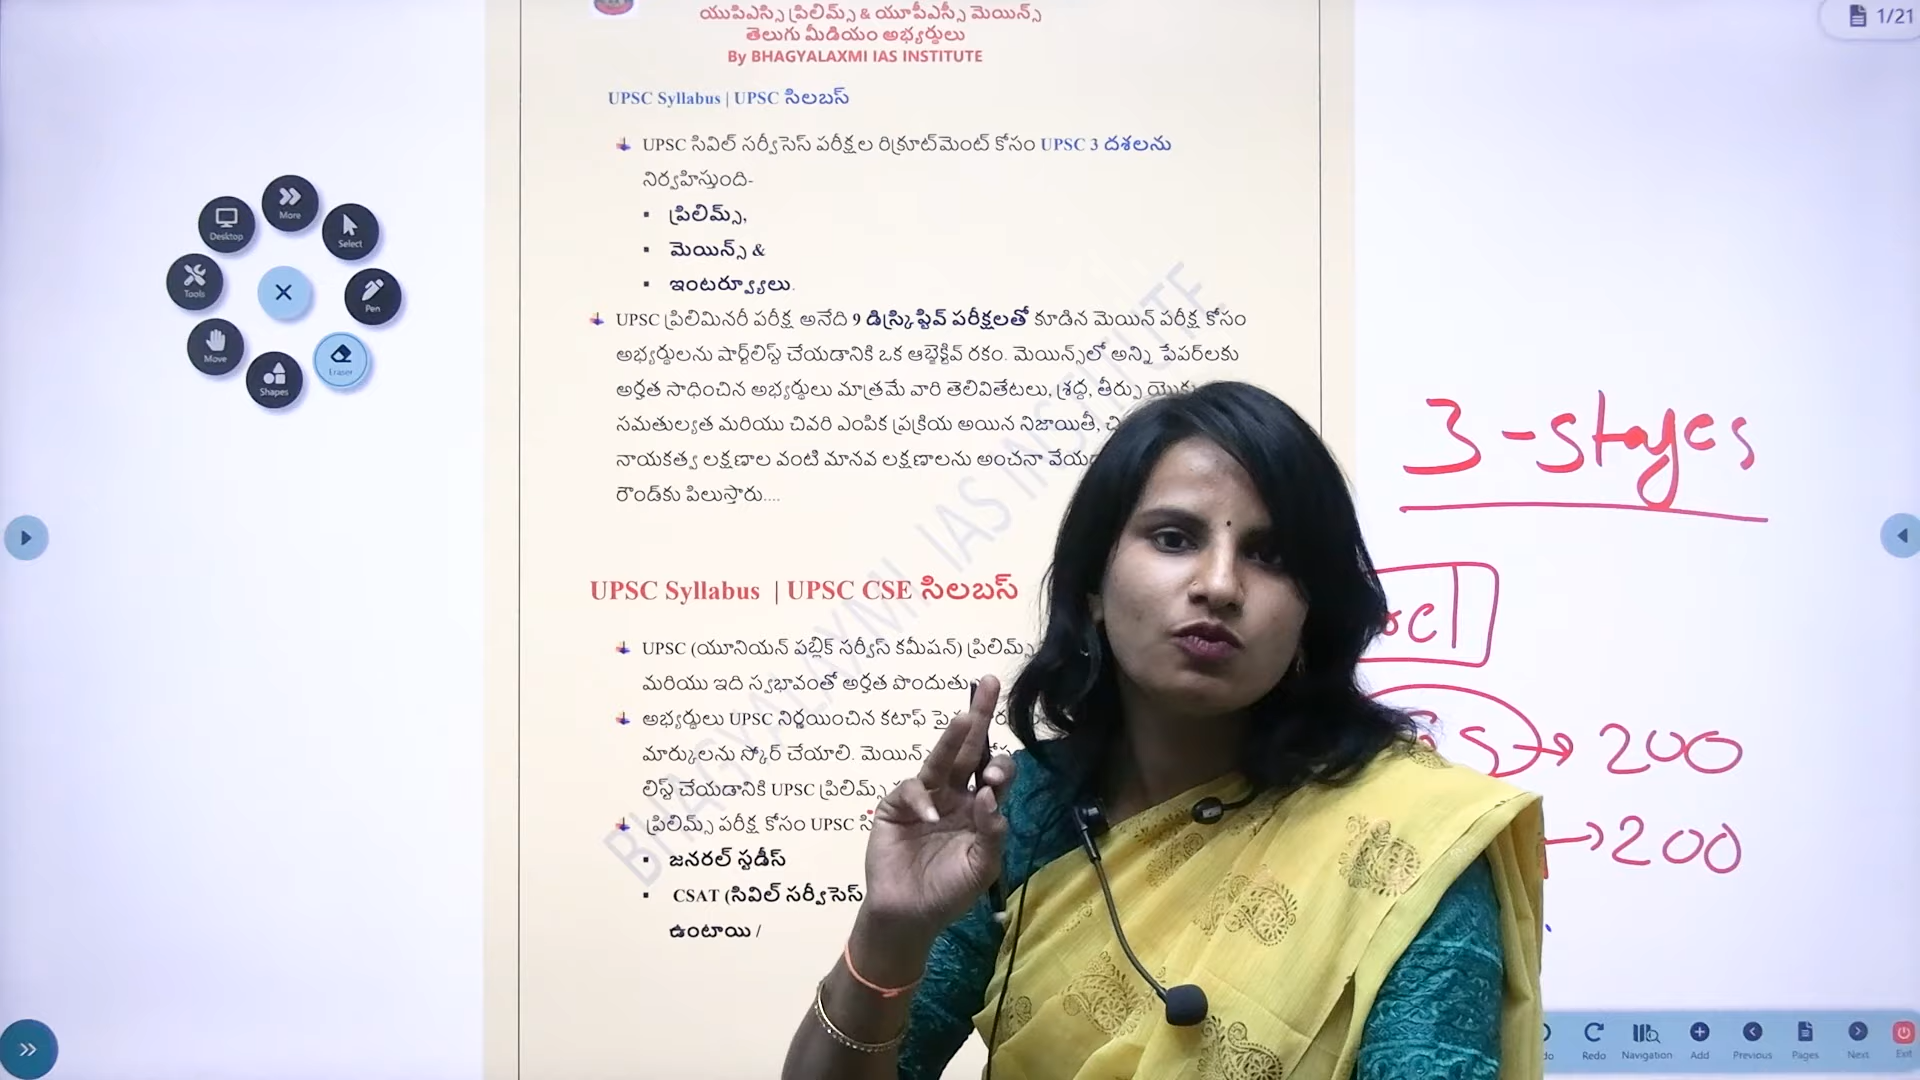 యుపిఎస్సి ప్రిలిమ్స్ & యూపీఎస్సీ మెయిన్స్
తెలుగు మీడియం అభ్యర్థులు
By BHAGYALAXMI IAS INSTITUTE
1/21
UPSC Syllabus | UPSC సిలబస్
UPSC సివిల్ సర్వీసెస్ పరీక్షల రిక్రూట్‌మెంట్ కోసం UPSC 3 దశలను
నిర్వహిస్తుంది-
ప్రిలిమ్స్,
మెయిన్స్ &
ఇంటర్వ్యూలు.
UPSC ప్రిలిమినరీ పరీక్ష అనేది 9 డిస్క్రిప్టివ్ పరీక్షలతో కూడిన మెయిన్ పరీక్ష కోసం
అభ్యర్థులను షార్ట్‌లిస్ట్ చేయడానికి ఒక ఆబ్జెక్టివ్ రకం. మెయిన్స్‌లో అన్ని పేపర్‌లకు
అర్హత సాధించిన అభ్యర్థులు మాత్రమే వారి తెలివితేటలు, శ్రద్ధ, తీర్పు
సమతుల్యత మరియు చివరి ఎంపిక ప్రక్రియ అయిన నిజాయితీ,
నాయకత్వ లక్షణాల వంటి మానవ లక్షణాలను అంచనా
రౌండ్‌కు పిలుస్తారు....
UPSC Syllabus | UPSC CSE సిలబస్
UPSC (యూనియన్ పబ్లిక్ సర్వీస్ కమీషన్) ప్రిలిమ్స్
మరియు ఇది స్వభావంతో అర్హత
అభ్యర్థులు UPSC నిర్ణయించిన కటాఫ్
మార్కులను స్కోర్ చేయాలి.
లిస్ట్ చేయడానికి UPSC ప్రిలిమ్స్
ప్రిలిమ్స్ పరీక్ష కోసం UPSC
జనరల్ స్టడీస్
CSAT (సివిల్ సర్వీసెస్
ఉంటాయి /
BHAGYALAXMI IAS INSTITUTE.
3-stages
→ 200
→ 200
More
Desktop
Select
Tools
Pen
Move
Eraser
Shapes
Redo
Navigation
Add
Previous
Pages
Next
Exit